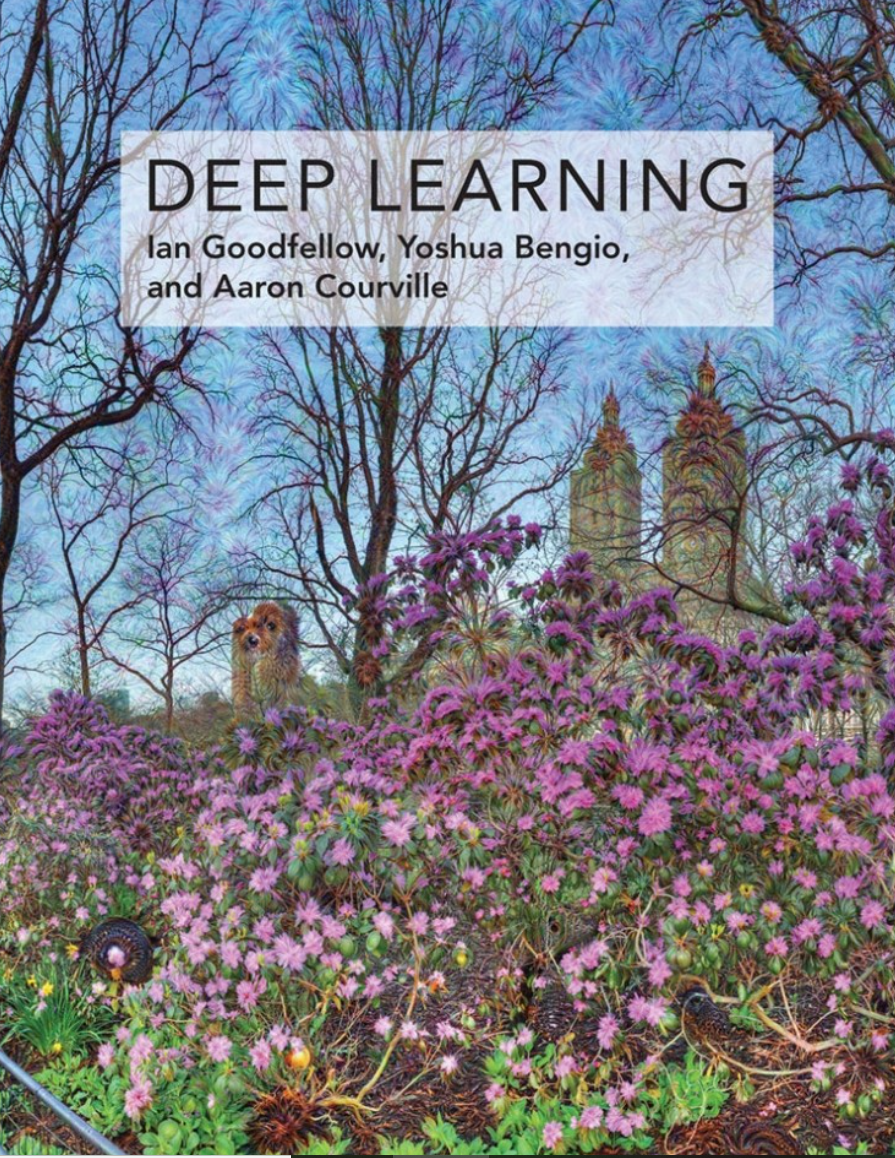 DEEP LEARNING
Ian Goodfellow, Yoshua Bengio,
and Aaron Courville